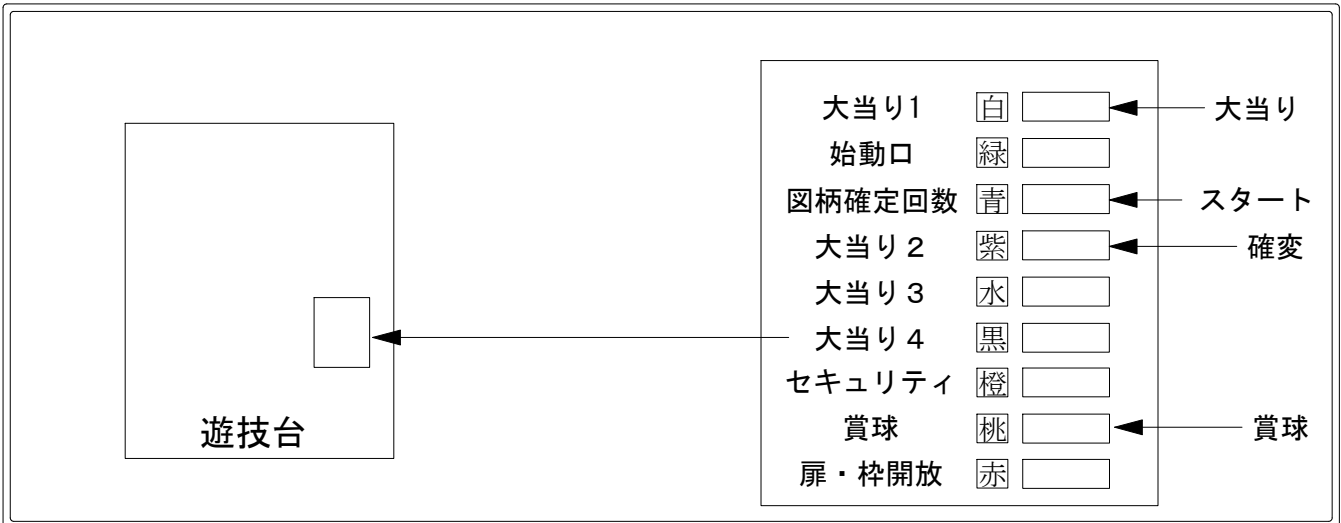 大当り1 白 大当り
始動口 緑
図柄確定回数 青 スタート
大当り２ 紫 確変
大当り３ 水
大当り４ 黒
セキュリティ 橙
賞球 桃 賞球
扉・枠開放 赤
遊技台